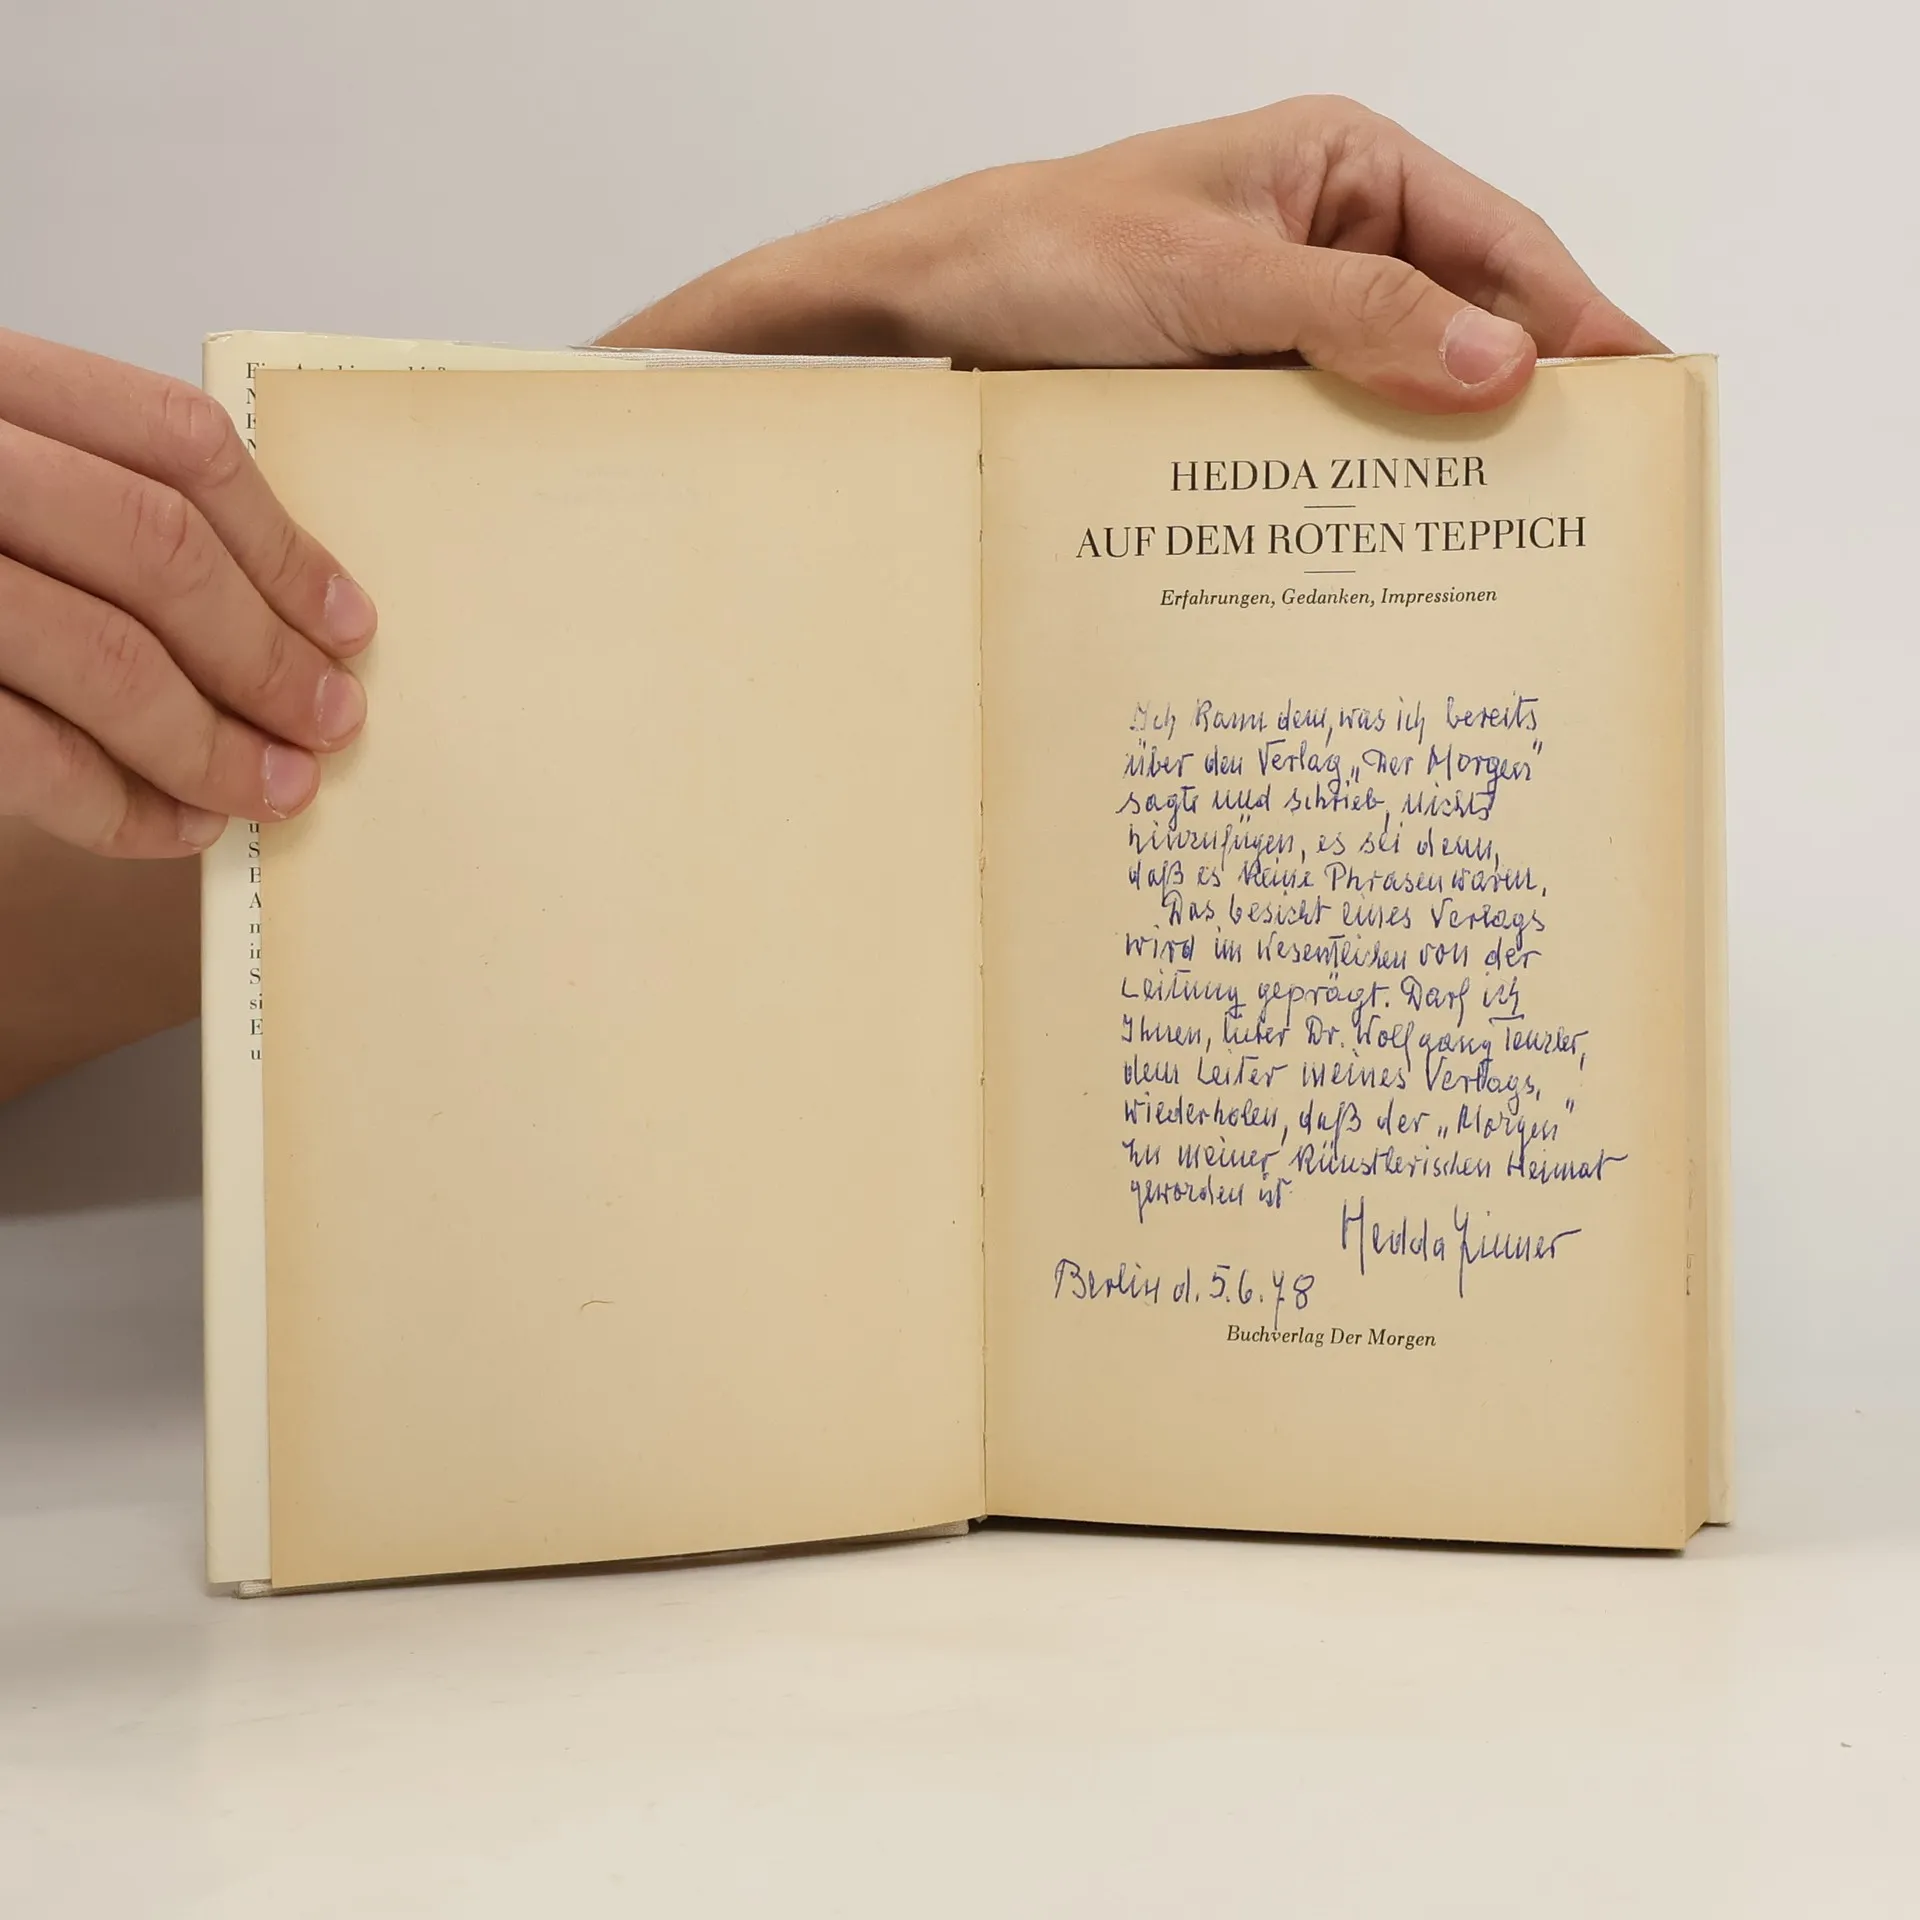 HEDDA ZINNER
AUF DEM ROTEN TEPPICH
Erfahrungen, Gedanken, Impressionen
Ich kann dem, was ich bereits
über den Verlag „Der Morgen"
sagte und schrieb, nichts
hinzufügen, es sei denn,
daß es keine Phrasen waren.
Das Gesicht eines Verlags
wird im Wesentlichen von der
Leitung geprägt. Darf ich
Ihnen, lieber Dr. Wolfgang Tenzler,
dem Leiter meines Verlags,
wiederholen, daß der „Morgen"
zu meiner künstlerischen Heimat
geworden ist
Hedda Zinner
Berlin d. 5.6.78
Buchverlag Der Morgen